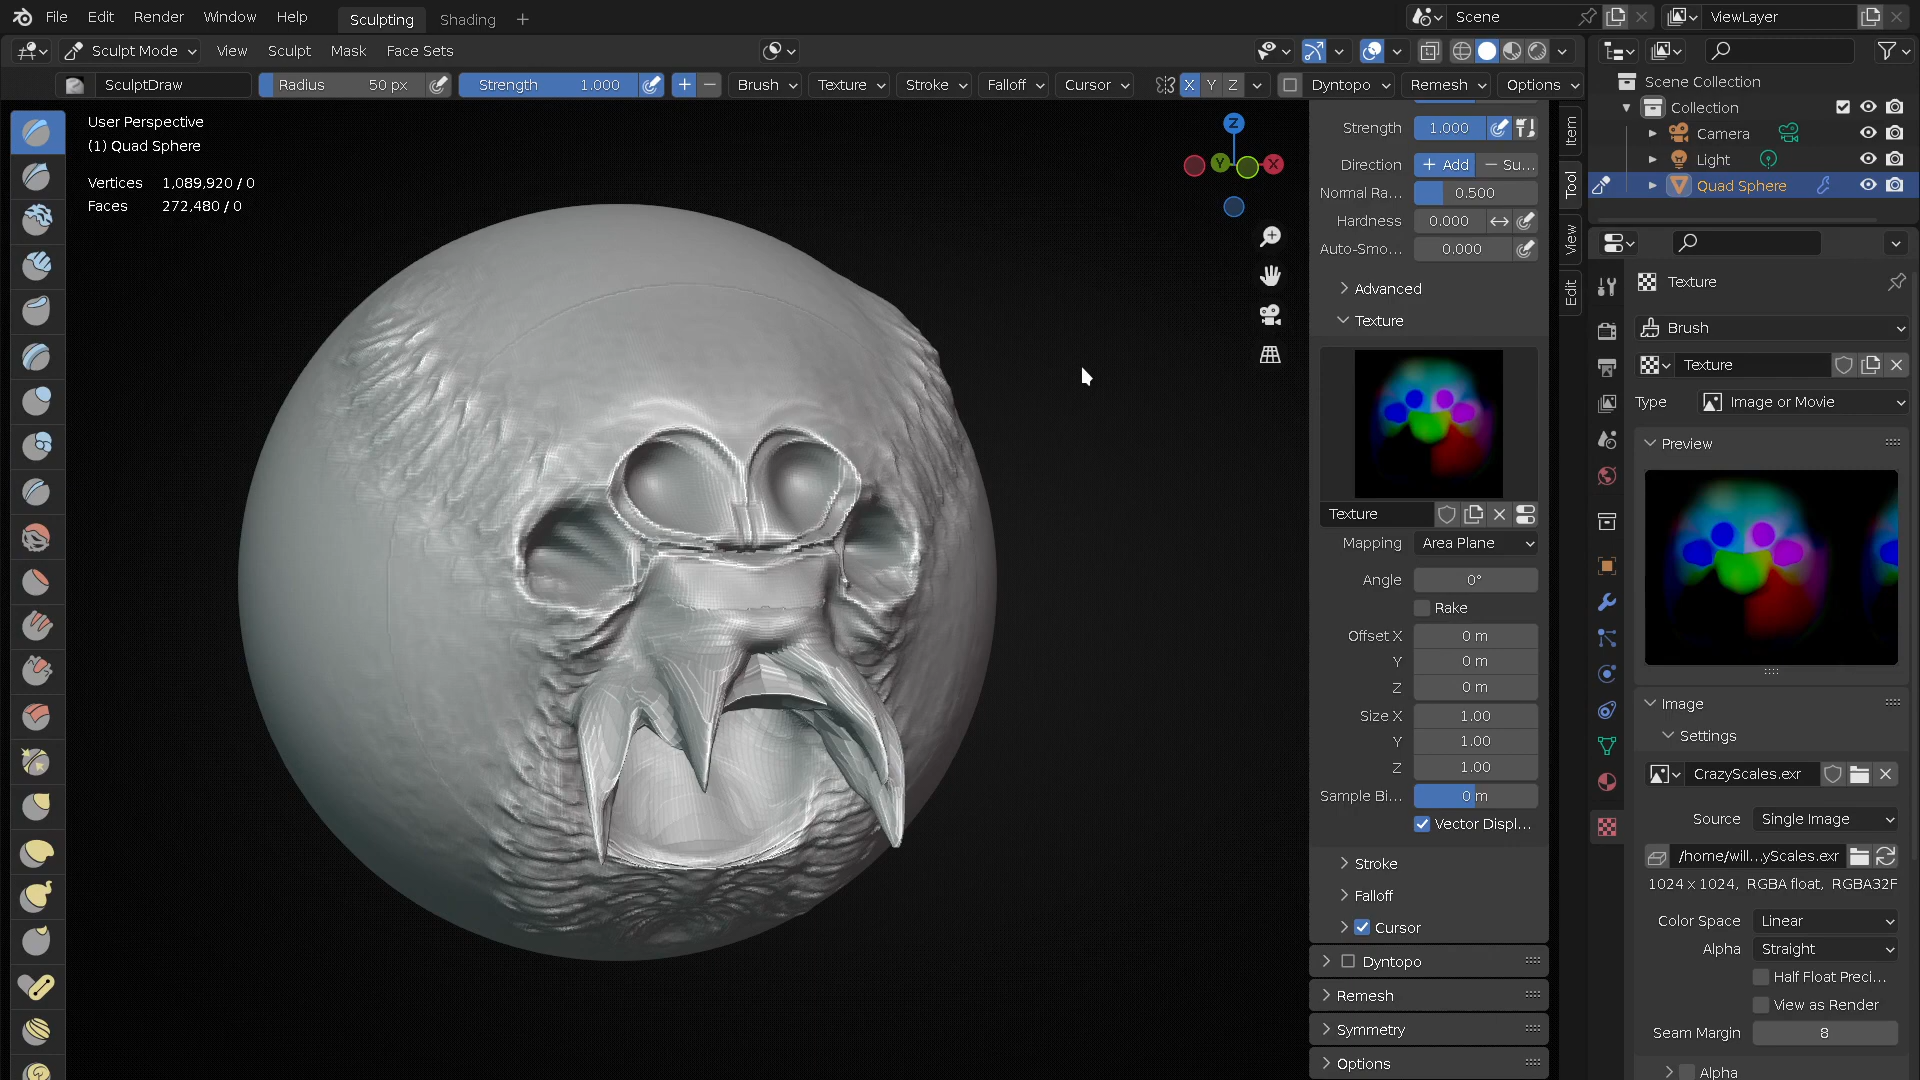 File Edit Render Window Help Sculpting Shading + Scene ViewLayer
Sculpt Mode View Sculpt Mask Face Sets
SculptDraw Radius 50 px Strength 1.000 + − Brush Texture Stroke Falloff Cursor X Y Z Dyntopo Remesh Options
User Perspective
(1) Quad Sphere
Vertices 1,089,920 / 0
Faces 272,480 / 0
Z
Y
X
Strength 1.000
Direction + Add − Su...
Normal Ra... 0.500
Hardness 0.000
Auto-Smo... 0.000
Advanced
Texture
Texture
Mapping Area Plane
Angle 0°
Rake
Offset X 0 m
Y 0 m
Z 0 m
Size X 1.00
Y 1.00
Z 1.00
Sample Bi... 0 m
Vector Displ...
Stroke
Falloff
Cursor
Dyntopo
Remesh
Symmetry
Options
Item
Tool
View
Edit
Scene Collection
Collection
Camera
Light
Quad Sphere
Texture
Brush
Texture
Type Image or Movie
Preview
Image
Settings
CrazyScales.exr
Source Single Image
/home/will...yScales.exr
1024 x 1024, RGBA float, RGBA32F
Color Space Linear
Alpha Straight
Half Float Preci...
View as Render
Seam Margin 8
Alpha